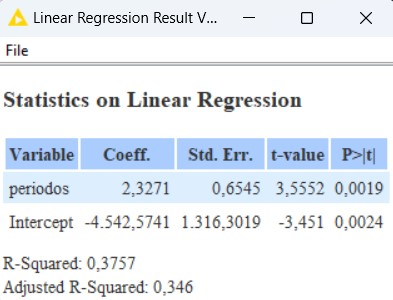 Linear Regression Result V...
File
Statistics on Linear Regression
Variable Coeff. Std. Err. t-value P>|t|
periodos 2,3271 0,6545 3,5552 0,0019
Intercept -4.542,5741 1.316,3019 -3,451 0,0024
R-Squared: 0,3757
Adjusted R-Squared: 0,346